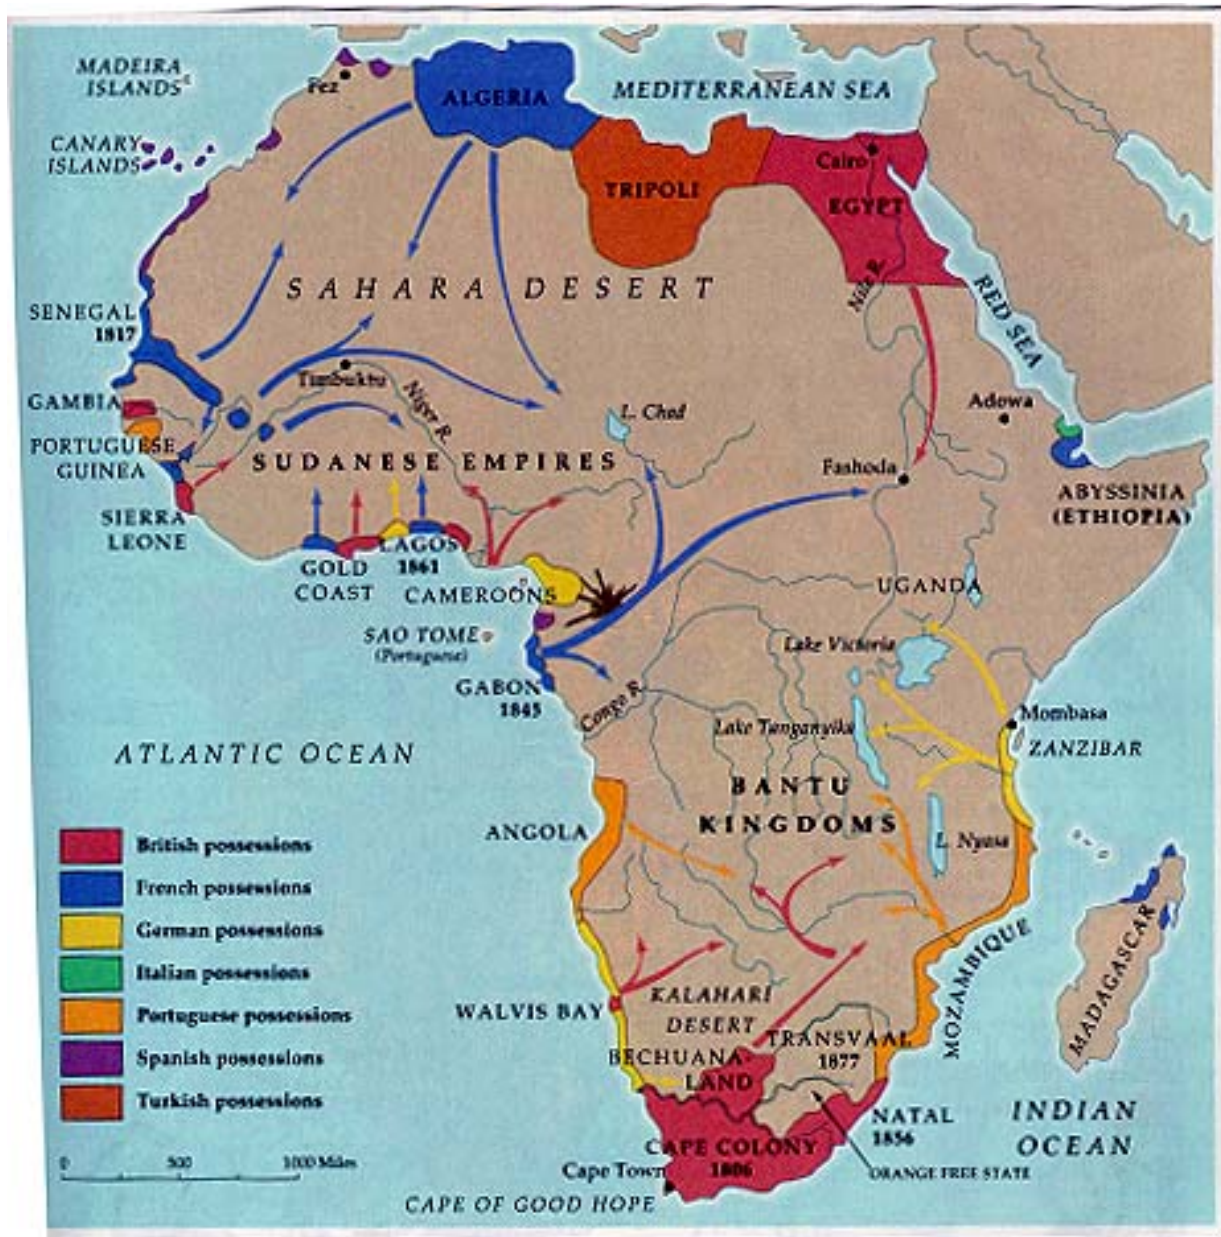 MADEIRA
ISLANDS
Fez
ALGERIA
MEDITERRANEAN SEA
CANARY
ISLANDS
Cairo
TRIPOLI
EGYPT
SAHARA DESERT
Nile R.
RED SEA
SENEGAL
1817
Timbuktu
Niger R.
GAMBIA
L. Chad
Adowa
PORTUGUESE
GUINEA
SUDANESE EMPIRES
Fashoda
ABYSSINIA
(ETHIOPIA)
SIERRA
LEONE
LAGOS
1861
GOLD
COAST
CAMEROONS
UGANDA
SAO TOME
(Portuguese)
Lake Victoria
GABON
1845
Congo R.
Mombasa
Lake Tanganyika
ZANZIBAR
ATLANTIC OCEAN
BANTU
KINGDOMS
ANGOLA
L. Nyasa
British possessions
French possessions
German possessions
Italian possessions
Portuguese possessions
Spanish possessions
Turkish possessions
0 500 1000 Miles
MOZAMBIQUE
MADAGASCAR
WALVIS BAY
KALAHARI
DESERT
TRANSVAAL
1877
BECHUANA-
LAND
NATAL
1856
INDIAN
OCEAN
CAPE COLONY
1806
Cape Town
ORANGE FREE STATE
CAPE OF GOOD HOPE